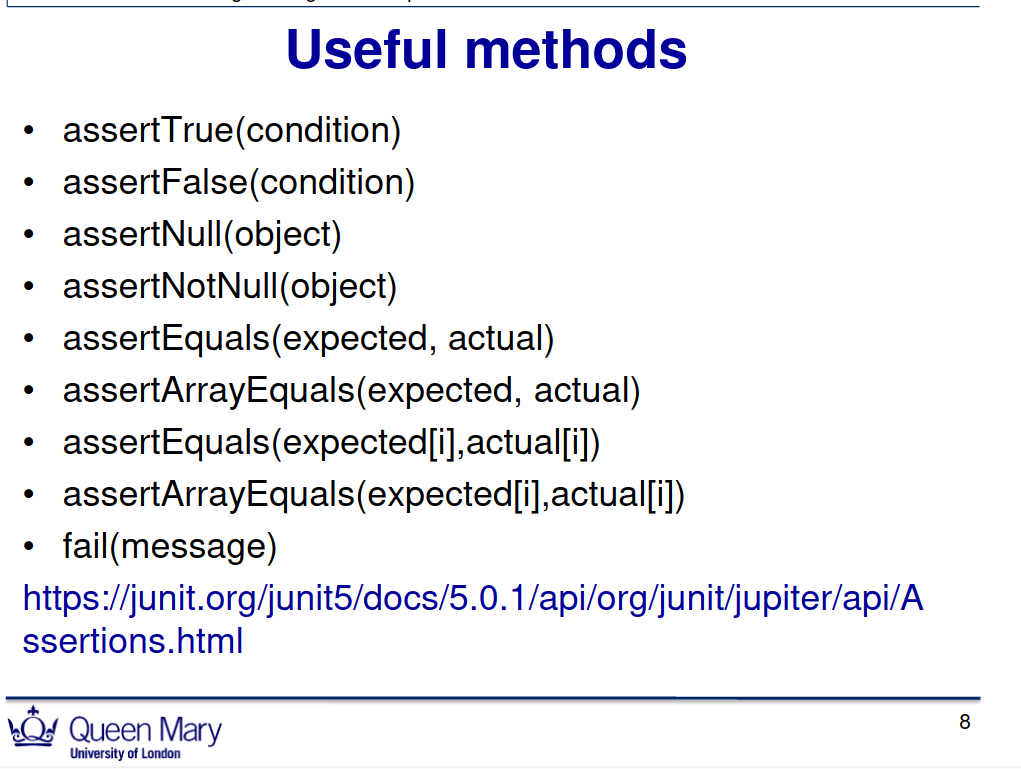 Useful methods
• assertTrue(condition)
• assertFalse(condition)
• assertNull(object)
• assertNotNull(object)
• assertEquals(expected, actual)
• assertArrayEquals(expected, actual)
• assertEquals(expected[i],actual[i])
• assertArrayEquals(expected[i],actual[i])
• fail(message)
https://junit.org/junit5/docs/5.0.1/api/org/junit/jupiter/api/A
ssertions.html
Queen Mary
University of London
8